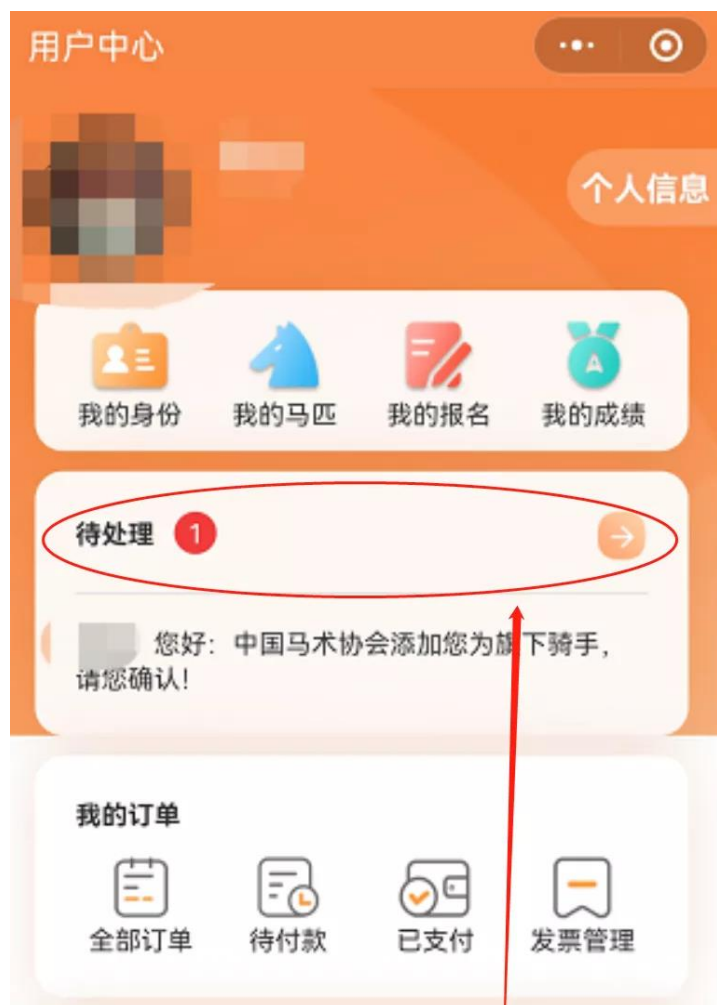 用户中心
个人信息
我的身份 我的马匹 我的报名 我的成绩
待处理 1
您好：中国马术协会添加您为旗下骑手，
请您确认！
我的订单
全部订单 待付款 已支付 发票管理